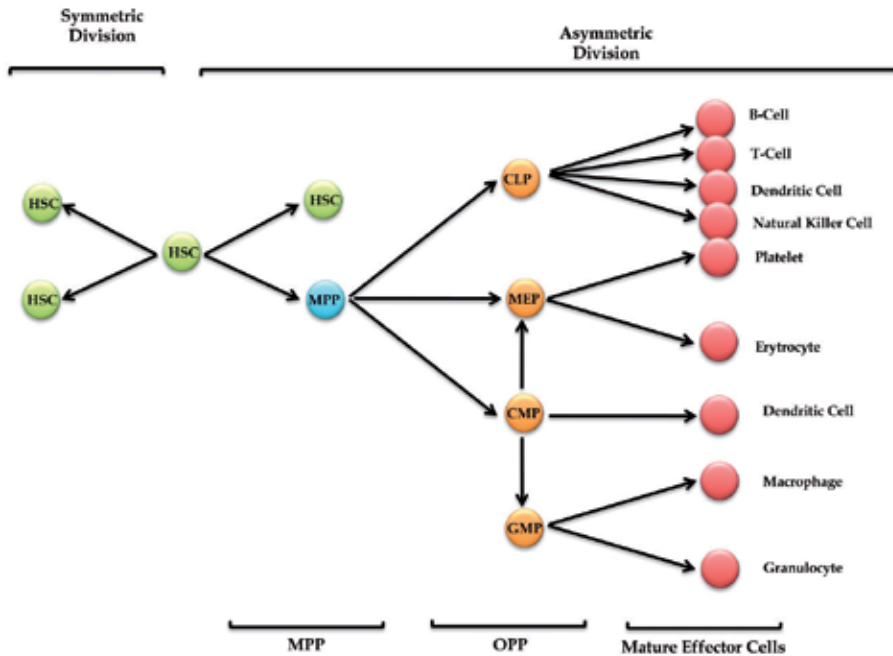 Symmetric
Division
Asymmetric
Division
B-Cell
T-Cell
CLP
Dendritic Cell
HSC
HSC
Natural Killer Cell
HSC
Platelet
HSC
MPP
MEP
Erytrocyte
CMP
Dendritic Cell
Macrophage
GMP
Granulocyte
MPP
OPP
Mature Effector Cells